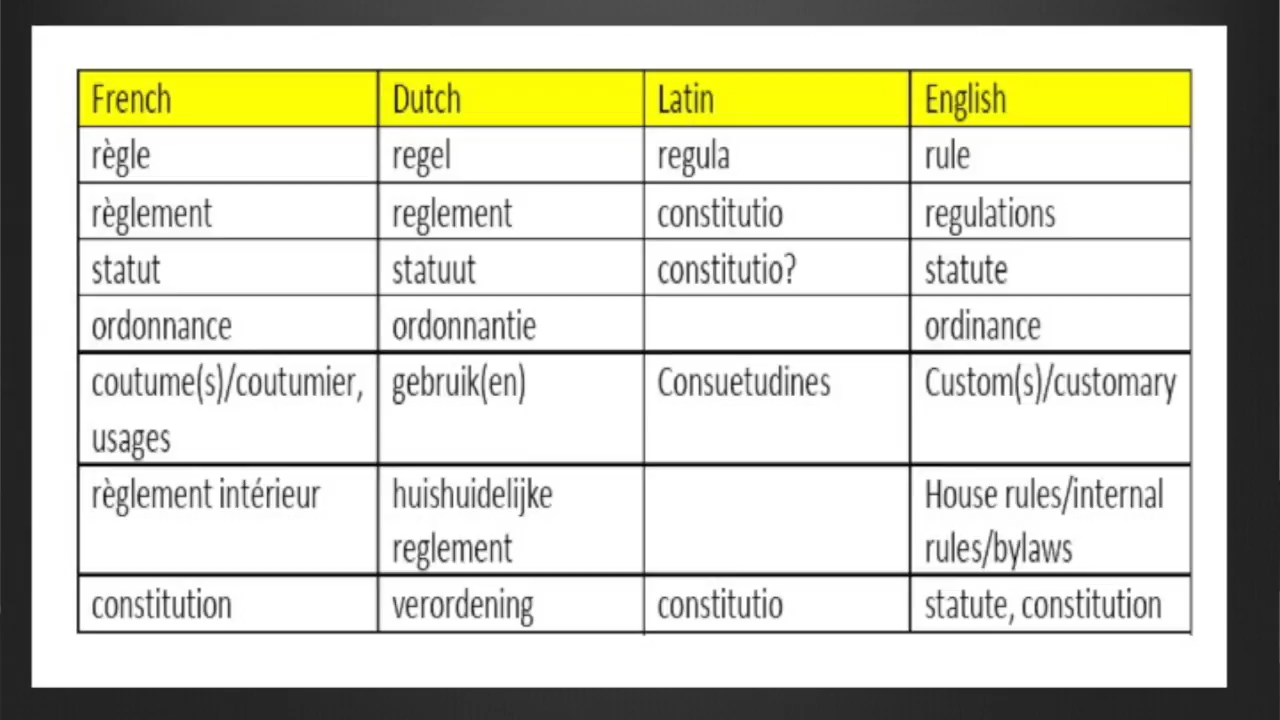 French Dutch Latin English
règle regel regula rule
règlement reglement constitutio regulations
statut statuut constitutio? statute
ordonnance ordonnantie ordinance
coutume(s)/coutumier, gebruik(en) Consuetudines Custom(s)/customary
usages
règlement intérieur huishuidelijke House rules/internal
reglement rules/bylaws
constitution verordening constitutio statute, constitution